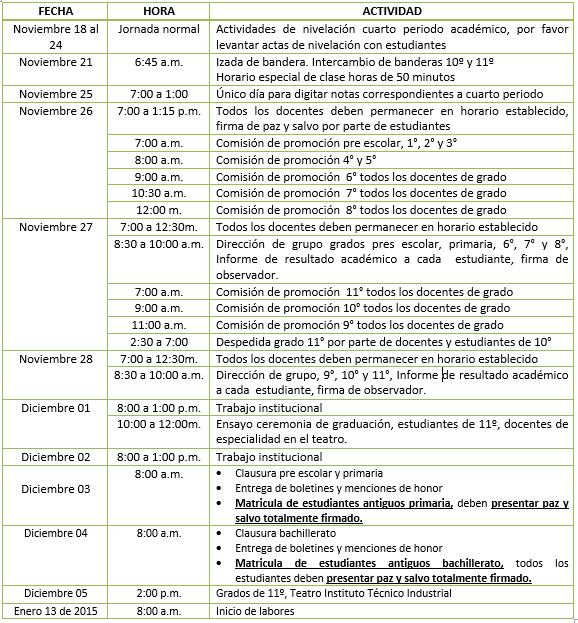 FECHA HORA ACTIVIDAD
Noviembre 18 al Jornada normal Actividades de nivelación cuarto periodo académico, por favor
24 levantar actas de nivelación con estudiantes
Noviembre 21 6:45 a.m. Izada de bandera. Intercambio de banderas 10º y 11º
Horario especial de clase horas de 50 minutos
Noviembre 25 7:00 a 1:00 Único día para digitar notas correspondientes a cuarto periodo
Noviembre 26 7:00 a 1:15 p.m. Todos los docentes deben permanecer en horario establecido,
firma de paz y salvo por parte de estudiantes
7:00 a.m. Comisión de promoción pre escolar, 1°, 2° y 3°
8:00 a.m. Comisión de promoción 4° y 5°
9:00 a.m. Comisión de promoción 6° todos los docentes de grado
10:30 a.m. Comisión de promoción 7° todos los docentes de grado
12:00 m. Comisión de promoción 8° todos los docentes de grado
Noviembre 27 7:00 a 12:30m. Todos los docentes deben permanecer en horario establecido
8:30 a 10:00 a.m. Dirección de grupo grados pres escolar, primaria, 6°, 7° y 8°,
Informe de resultado académico a cada estudiante, firma de
observador.
7:00 a.m. Comisión de promoción 11° todos los docentes de grado
9:00 a.m. Comisión de promoción 10° todos los docentes de grado
11:00 a.m. Comisión de promoción 9° todos los docentes de grado
2:30 a 7:00 Despedida grado 11° por parte de docentes y estudiantes de 10°
Noviembre 28 7:00 a 12:30m. Todos los docentes deben permanecer en horario establecido
8:30 a 10:00 a.m. Dirección de grupo, 9°, 10° y 11°, Informe de resultado académico
a cada estudiante, firma de observador.
Diciembre 01 8:00 a 1:00 p.m. Trabajo institucional
10:00 a 12:00m. Ensayo ceremonia de graduación, estudiantes de 11º, docentes de
especialidad en el teatro.
Diciembre 02 8:00 a 1:00 p.m. Trabajo institucional
Diciembre 03 8:00 a.m. • Clausura pre escolar y primaria
• Entrega de boletines y menciones de honor
• Matricula de estudiantes antiguos primaria, deben presentar paz y
salvo totalmente firmado.
Diciembre 04 8:00 a.m. • Clausura bachillerato
• Entrega de boletines y menciones de honor
• Matricula de estudiantes antiguos bachillerato, todos los
estudiantes deben presentar paz y salvo totalmente firmado.
Diciembre 05 2:00 p.m. Grados de 11º, Teatro Instituto Técnico Industrial
Enero 13 de 2015 8:00 a.m. Inicio de labores